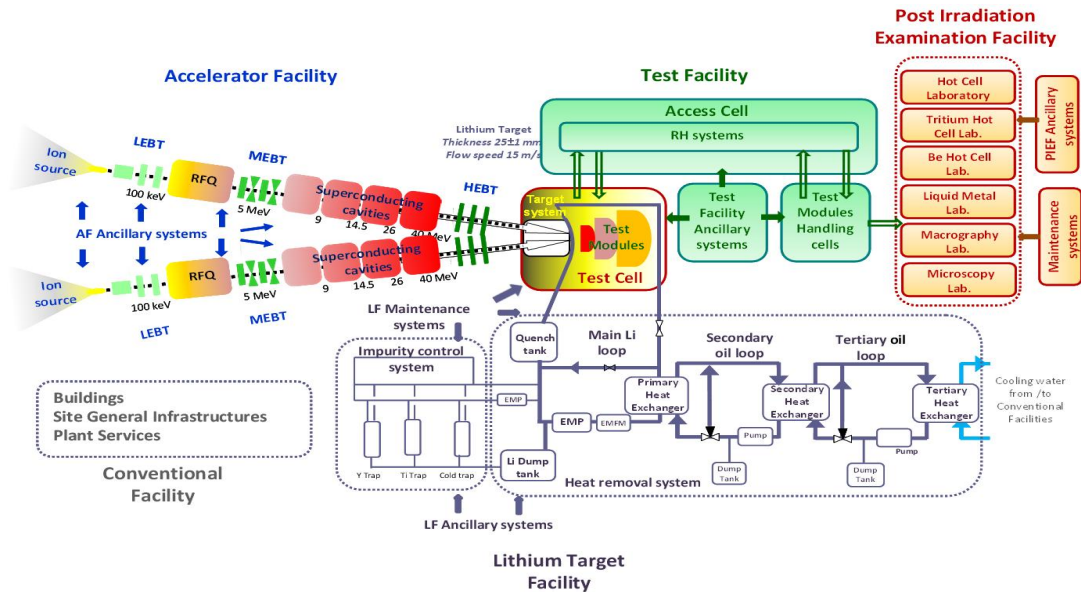 Post Irradiation
Examination Facility
Accelerator Facility
Test Facility
Hot Cell
Laboratory
Tritium Hot
Cell Lab.
Be Hot Cell
Lab.
Liquid Metal
Lab.
Macrography
Lab.
Microscopy
Lab.
PIEF Ancillary
systems
Maintenance
systems
Access Cell
RH systems
Lithium Target
Thickness 25±1 mm
Flow speed 15 m/s
Ion
source
LEBT
100 keV
RFQ
MEBT
5 MeV
Superconducting
cavities
9
14.5
26
40 MeV
HEBT
Target
system
Test
Modules
Test Cell
Test
Facility
Ancillary
systems
Test
Modules
Handling
cells
AF Ancillary systems
Ion
source
LEBT
100 keV
RFQ
MEBT
5 MeV
Superconducting
cavities
9
14.5
26
40 MeV
LF Maintenance
systems
Impurity control
system
EMP
Y Trap
Ti Trap
Cold trap
Quench
tank
Main Li
loop
EMP
EMFM
Li Dump
tank
Primary
Heat
Exchanger
Secondary
oil loop
Pump
Dump
Tank
Secondary
Heat
Exchanger
Tertiary oil
loop
Pump
Dump
Tank
Tertiary
Heat
Exchanger
Cooling water
from /to
Conventional
Facilities
Heat removal system
LF Ancillary systems
Lithium Target
Facility
Buildings
Site General Infrastructures
Plant Services
Conventional
Facility